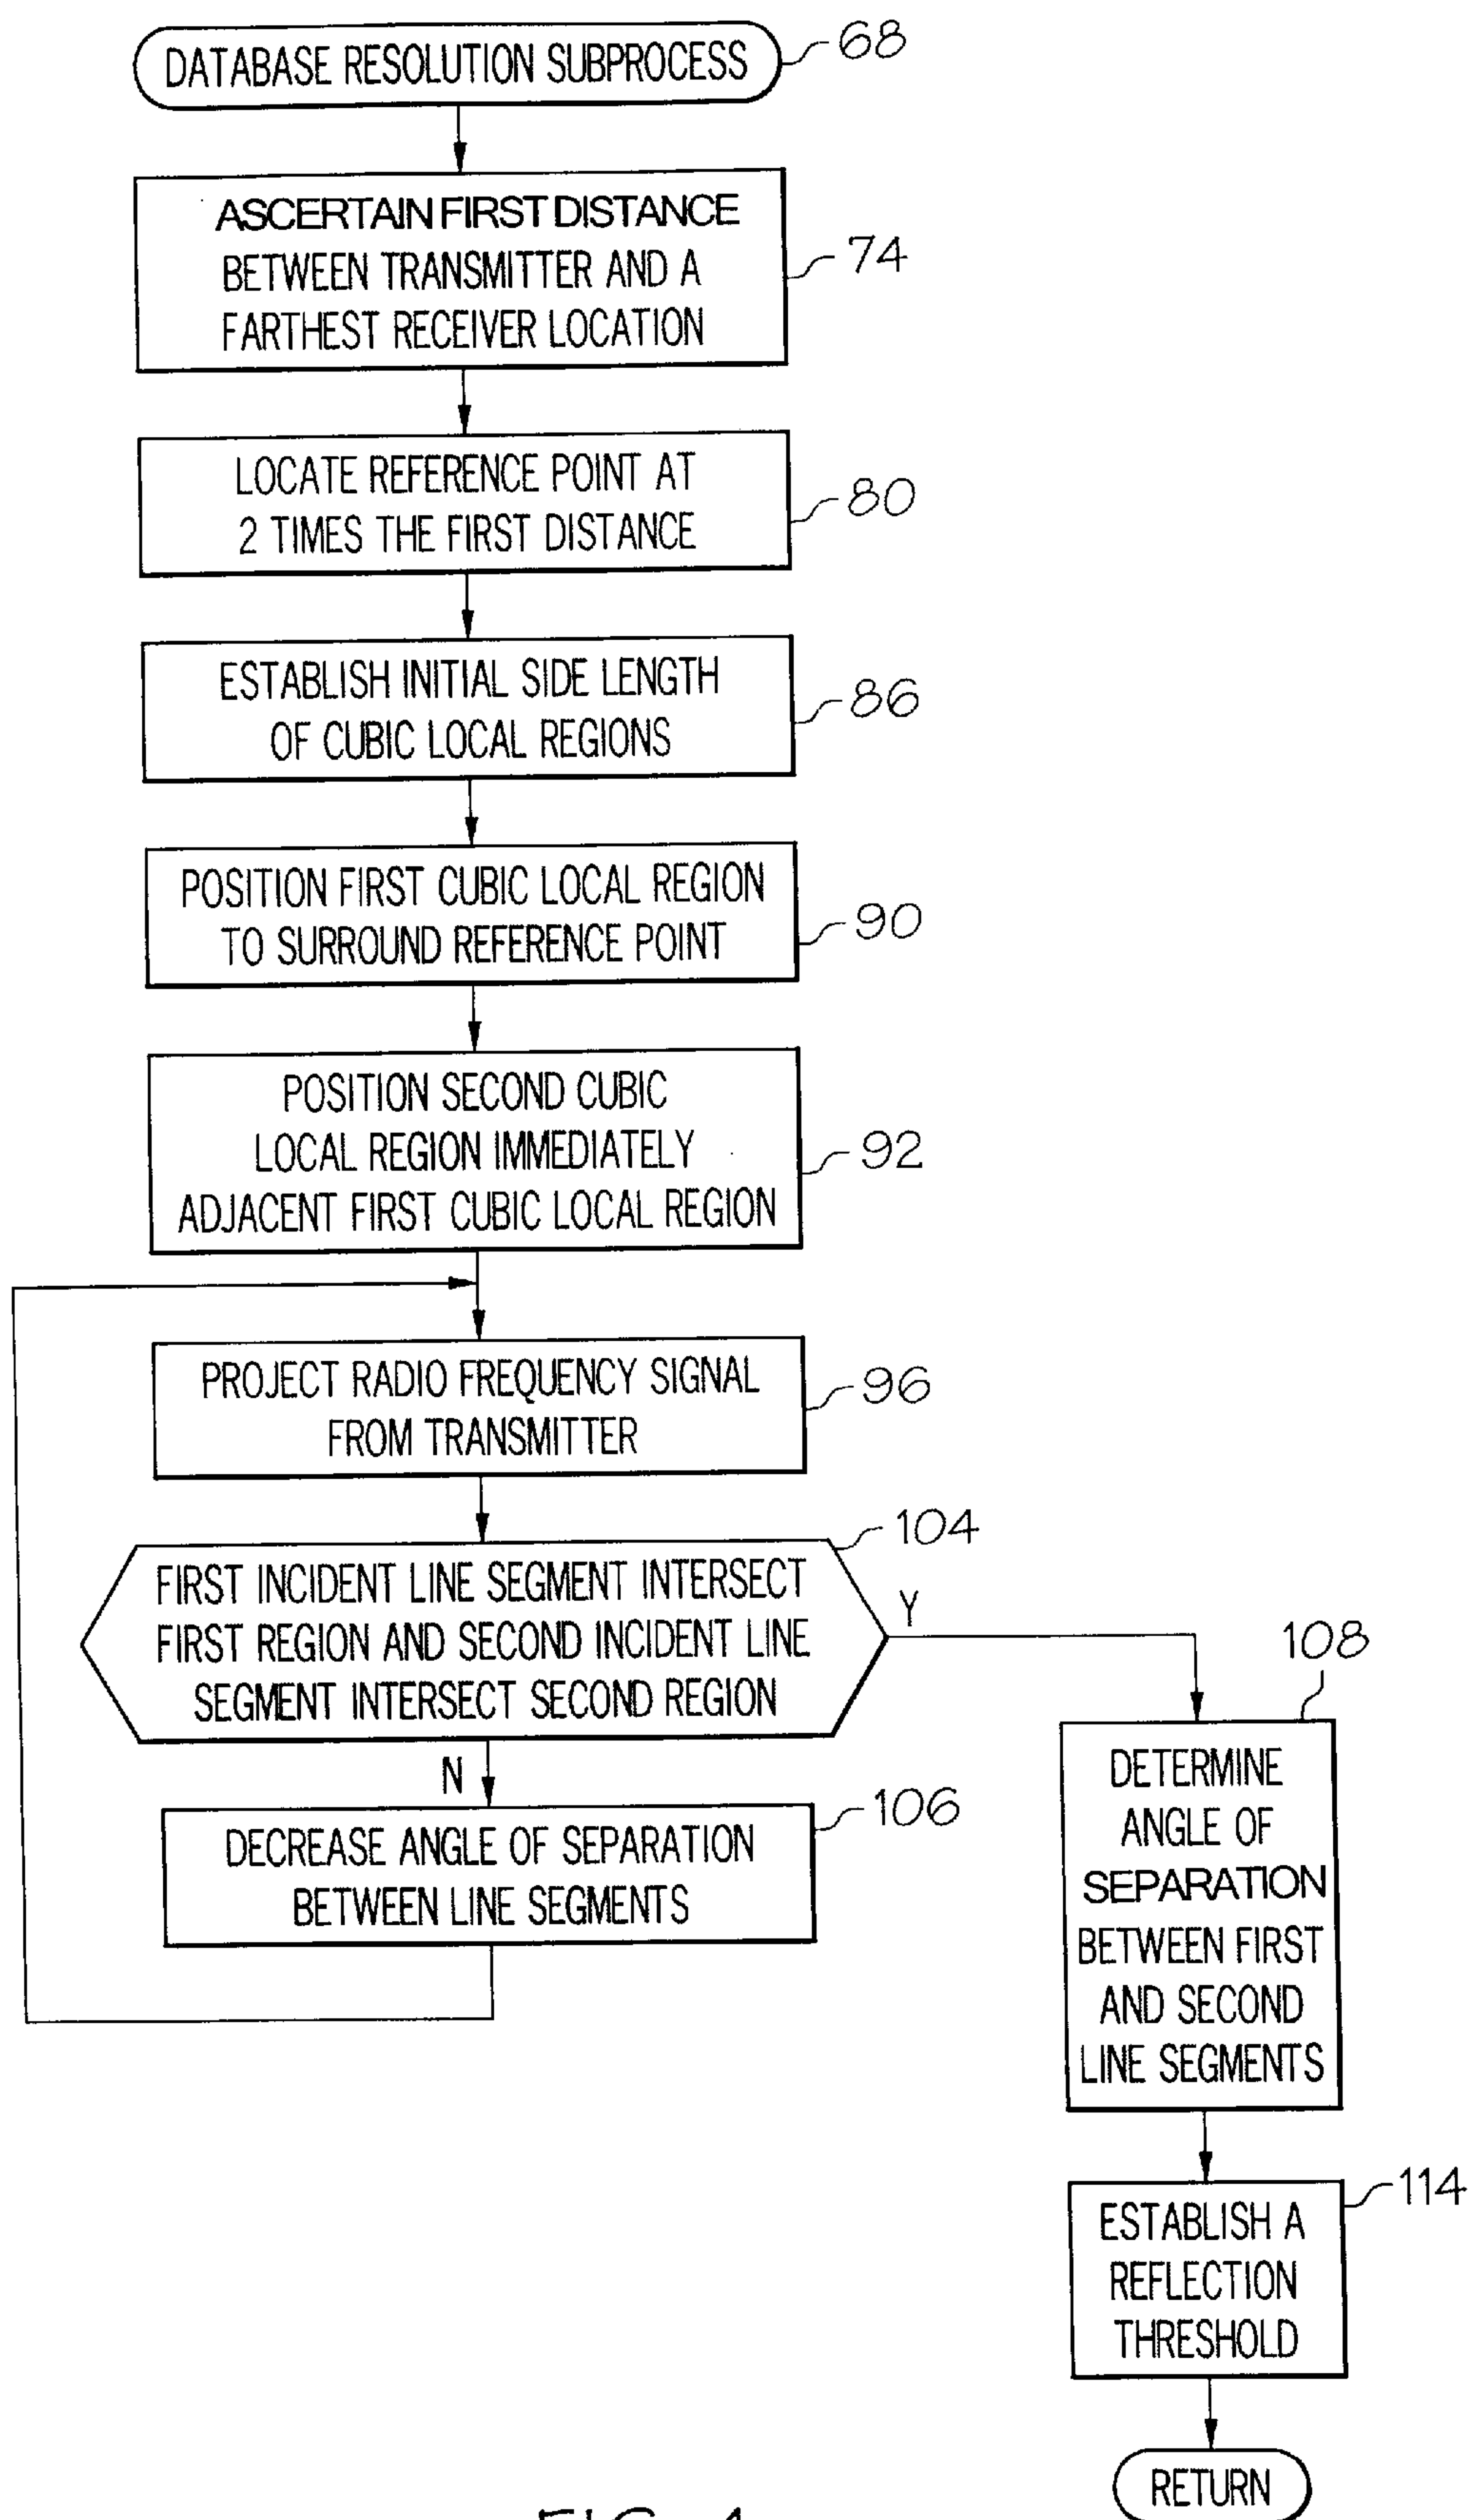 DATABASE RESOLUTION SUBPROCESS
68
ASCERTAIN FIRST DISTANCE
BETWEEN TRANSMITTER AND A
FARTHEST RECEIVER LOCATION
74
LOCATE REFERENCE POINT AT
2 TIMES THE FIRST DISTANCE
80
ESTABLISH INITIAL SIDE LENGTH
OF CUBIC LOCAL REGIONS
86
POSITION FIRST CUBIC LOCAL REGION
TO SURROUND REFERENCE POINT
90
POSITION SECOND CUBIC
LOCAL REGION IMMEDIATELY
ADJACENT FIRST CUBIC LOCAL REGION
92
PROJECT RADIO FREQUENCY SIGNAL
FROM TRANSMITTER
96
FIRST INCIDENT LINE SEGMENT INTERSECT
FIRST REGION AND SECOND INCIDENT LINE
SEGMENT INTERSECT SECOND REGION
104
Y
N
DECREASE ANGLE OF SEPARATION
BETWEEN LINE SEGMENTS
106
108
DETERMINE
ANGLE OF
SEPARATION
BETWEEN FIRST
AND SECOND
LINE SEGMENTS
ESTABLISH A
REFLECTION
THRESHOLD
114
RETURN